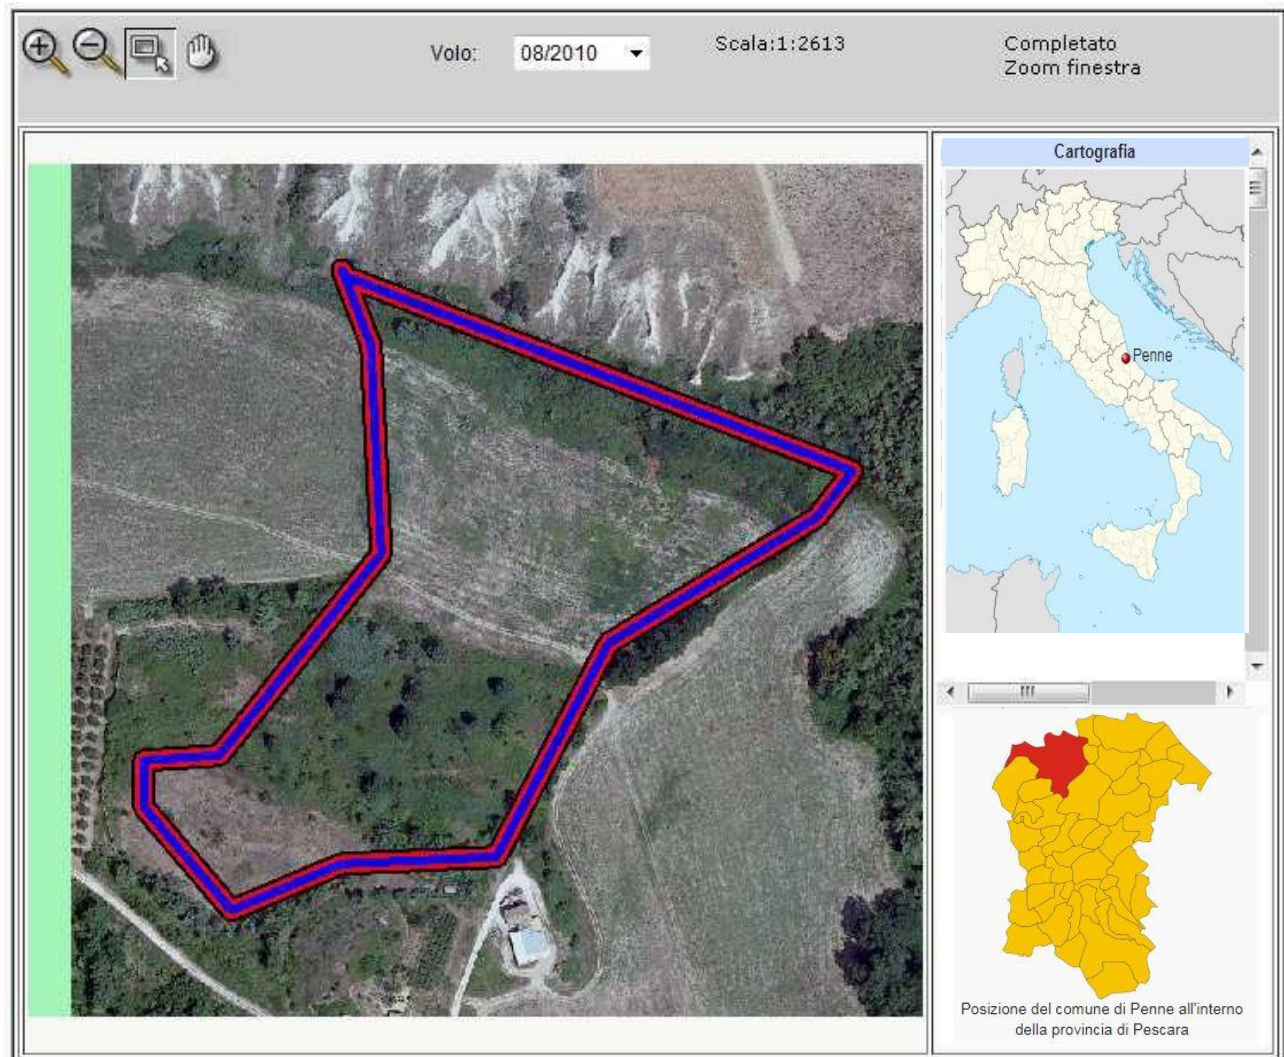 Volo:
08/2010
Scala:1:2613
Completato
Zoom finestra
Cartografia
Penne
Posizione del comune di Penne all'interno
della provincia di Pescara